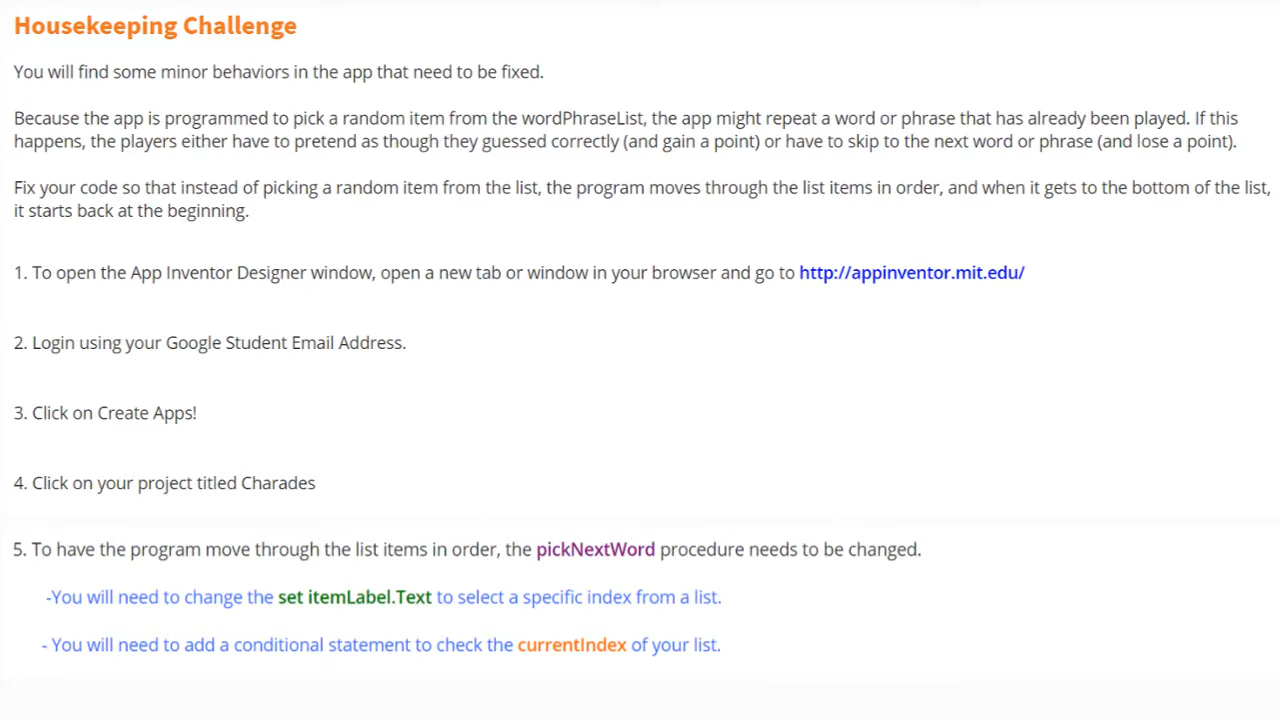 Housekeeping Challenge
You will find some minor behaviors in the app that need to be fixed.
Because the app is programmed to pick a random item from the wordPhraseList, the app might repeat a word or phrase that has already been played. If this
happens, the players either have to pretend as though they guessed correctly (and gain a point) or have to skip to the next word or phrase (and lose a point).
Fix your code so that instead of picking a random item from the list, the program moves through the list items in order, and when it gets to the bottom of the list,
it starts back at the beginning.
1. To open the App Inventor Designer window, open a new tab or window in your browser and go to http://appinventor.mit.edu/
2. Login using your Google Student Email Address.
3. Click on Create Apps!
4. Click on your project titled Charades
5. To have the program move through the list items in order, the pickNextWord procedure needs to be changed.
-You will need to change the set itemLabel.Text to select a specific index from a list.
- You will need to add a conditional statement to check the currentIndex of your list.